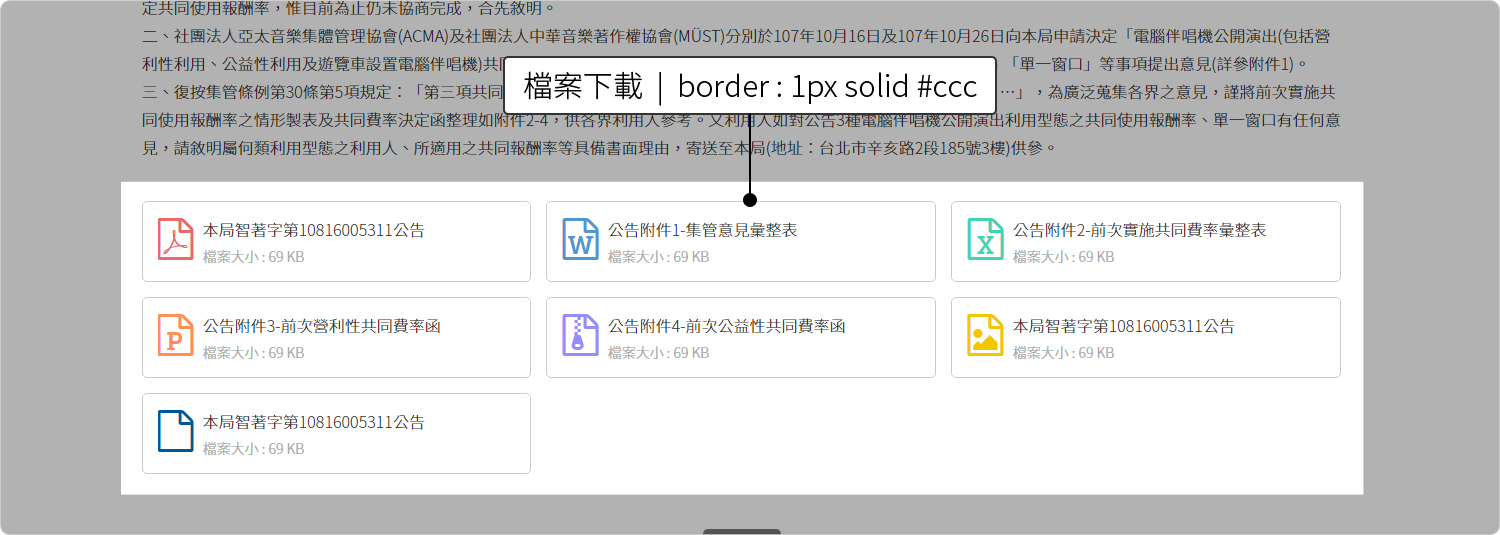 定共同使用報酬率，惟目前為止仍未協商完成，合先敘明。
二、社團法人亞太音樂集體管理協會(ACMA)及社團法人中華音樂著作權協會(MÜST)分別於107年10月16日及107年10月26日向本局申請決定「電腦伴唱機公開演出(包括營
利性利用、公益性利用及遊覽車設置電腦伴唱機)共同
「單一窗口」等事項提出意見(詳參附件1)。
檔案下載 | border : 1px solid #ccc
三、復按集管條例第30條第5項規定：「第三項共同
…」，為廣泛蒐集各界之意見，謹將前次實施共
同使用報酬率之情形製表及共同費率決定函整理如附件2-4，供各界利用人參考。又利用人如對公告3種電腦伴唱機公開演出利用型態之共同使用報酬率、單一窗口有任何意
見，請敘明屬何類利用型態之利用人、所適用之共同報酬率等具備書面理由，寄送至本局(地址：台北市辛亥路2段185號3樓)供參。
本局智著字第10816005311公告
檔案大小 : 69 KB
W
公告附件1-集管意見彙整表
檔案大小 : 69 KB
X
公告附件2-前次實施共同費率彙整表
檔案大小 : 69 KB
P
公告附件3-前次營利性共同費率函
檔案大小 : 69 KB
公告附件4-前次公益性共同費率函
檔案大小 : 69 KB
本局智著字第10816005311公告
檔案大小 : 69 KB
本局智著字第10816005311公告
檔案大小 : 69 KB